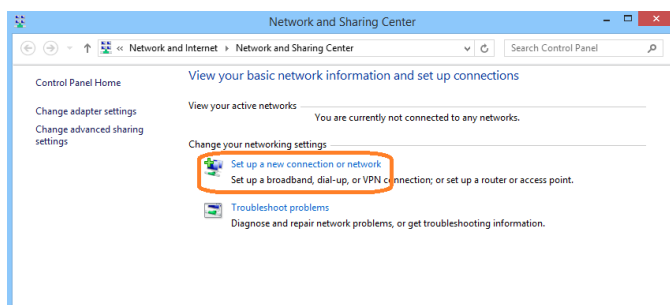 Network and Sharing Center
« Network and Internet Network and Sharing Center
Search Control Panel
Control Panel Home
Change adapter settings
Change advanced sharing
settings
View your basic network information and set up connections
View your active networks
You are currently not connected to any networks.
Change your networking settings
Set up a new connection or network
Set up a broadband, dial-up, or VPN connection; or set up a router or access point.
Troubleshoot problems
Diagnose and repair network problems, or get troubleshooting information.